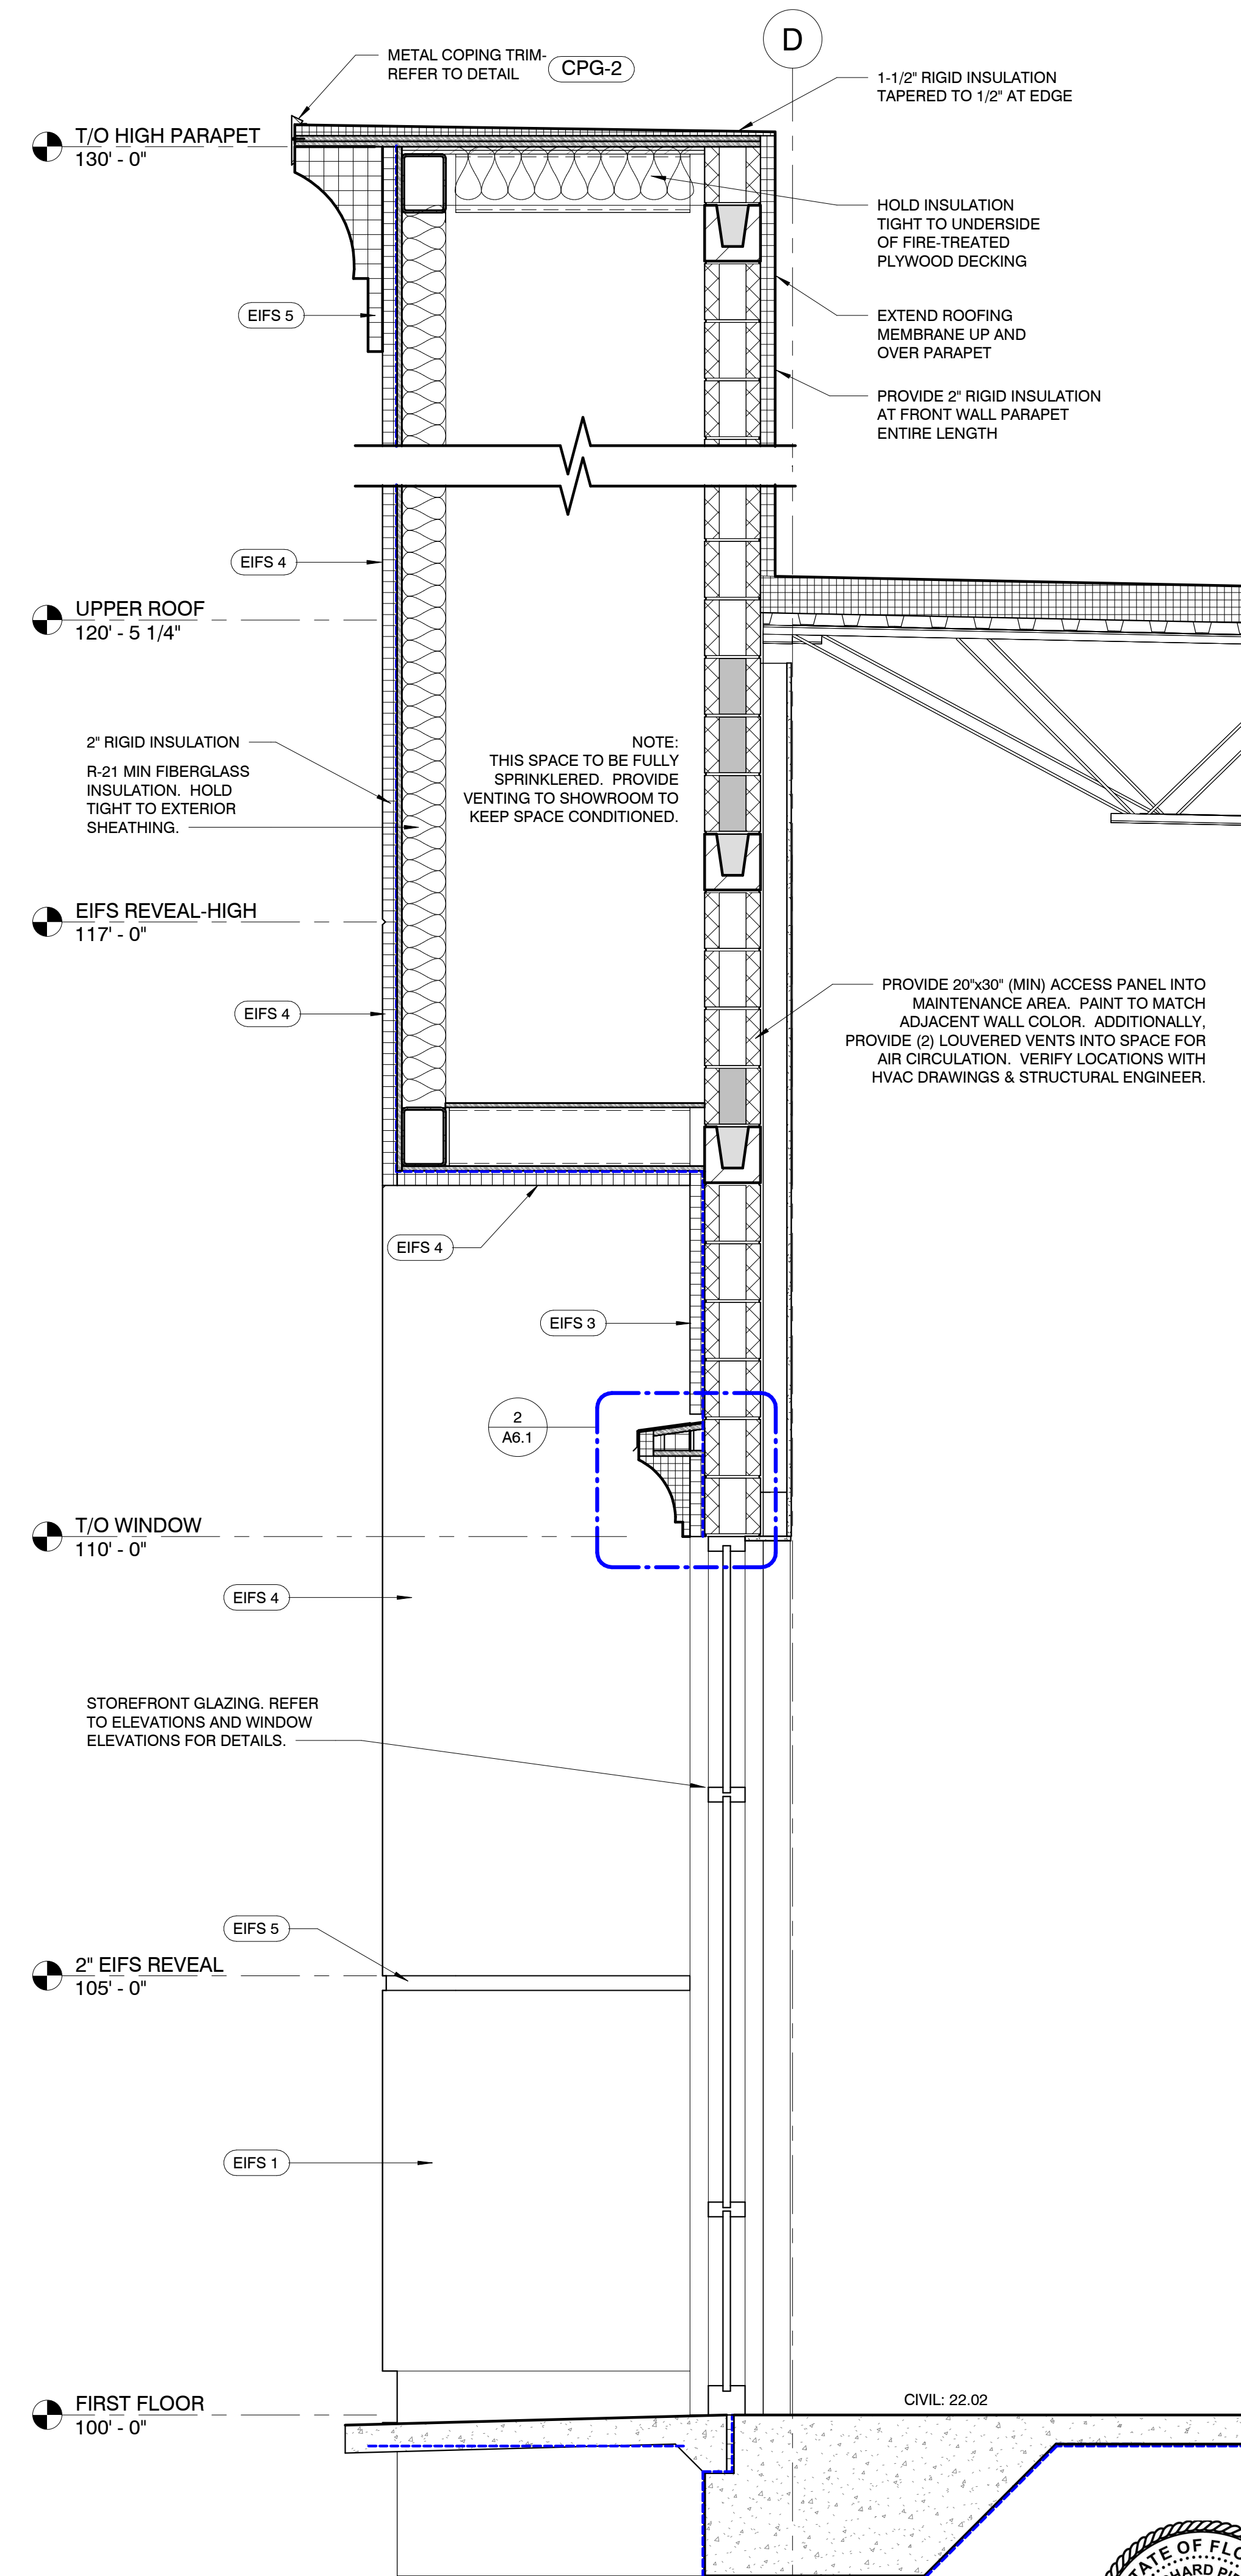 D
METAL COPING TRIM-
REFER TO DETAIL
CPG-2
1-1/2" RIGID INSULATION
TAPERED TO 1/2" AT EDGE
T/O HIGH PARAPET
130' - 0"
HOLD INSULATION
TIGHT TO UNDERSIDE
OF FIRE-TREATED
PLYWOOD DECKING
EIFS 5
EXTEND ROOFING
MEMBRANE UP AND
OVER PARAPET
PROVIDE 2" RIGID INSULATION
AT FRONT WALL PARAPET
ENTIRE LENGTH
EIFS 4
UPPER ROOF
120' - 5 1/4"
2" RIGID INSULATION
R-21 MIN FIBERGLASS
INSULATION. HOLD
TIGHT TO EXTERIOR
SHEATHING.
NOTE:
THIS SPACE TO BE FULLY
SPRINKLERED. PROVIDE
VENTING TO SHOWROOM TO
KEEP SPACE CONDITIONED.
EIFS REVEAL-HIGH
117' - 0"
EIFS 4
PROVIDE 20"x30" (MIN) ACCESS PANEL INTO
MAINTENANCE AREA. PAINT TO MATCH
ADJACENT WALL COLOR. ADDITIONALLY,
PROVIDE (2) LOUVERED VENTS INTO SPACE FOR
AIR CIRCULATION. VERIFY LOCATIONS WITH
HVAC DRAWINGS & STRUCTURAL ENGINEER.
EIFS 4
EIFS 3
2
A6.1
T/O WINDOW
110' - 0"
EIFS 4
STOREFRONT GLAZING. REFER
TO ELEVATIONS AND WINDOW
ELEVATIONS FOR DETAILS.
EIFS 5
2" EIFS REVEAL
105' - 0"
EIFS 1
FIRST FLOOR
100' - 0"
CIVIL: 22.02
OF